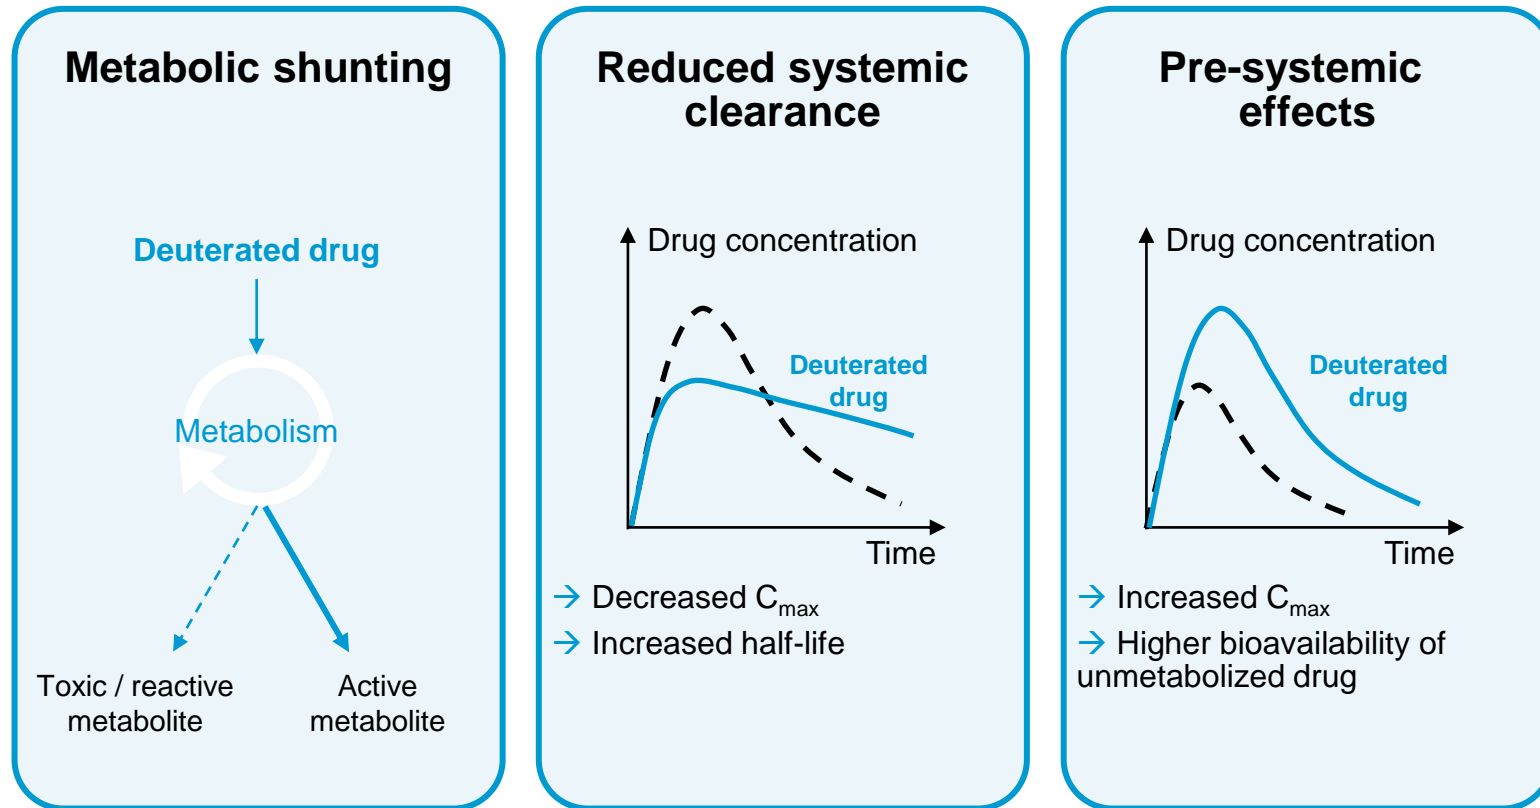 Metabolic shunting
Deuterated drug
Metabolism
Toxic / reactive
metabolite
Active
metabolite
Reduced systemic
clearance
Drug concentration
Deuterated
drug
Time
→ Decreased Cmax
→ Increased half-life
Pre-systemic
effects
Drug concentration
Deuterated
drug
Time
→ Increased Cmax
→ Higher bioavailability of
unmetabolized drug